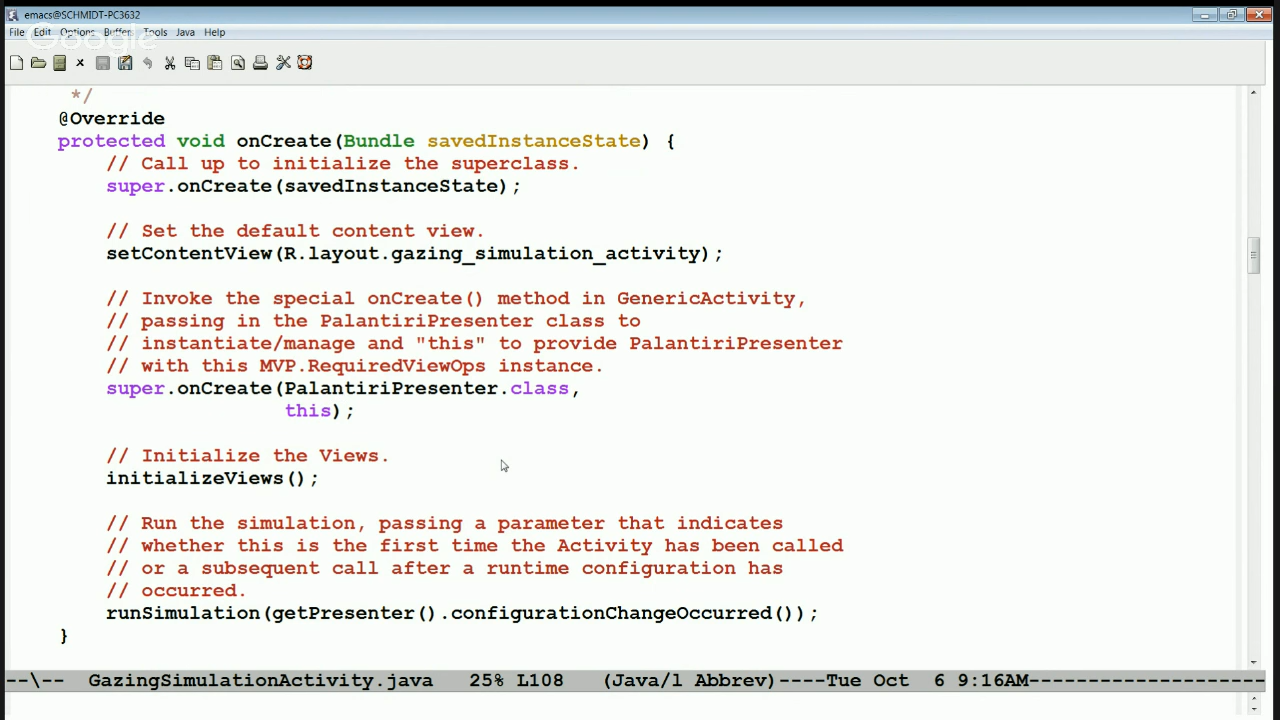 emacs@SCHMIDT-PC3632
File Edit Options Buffer Tools Java Help
Google
*/
@Override
protected void onCreate(Bundle savedInstanceState) {
// Call up to initialize the superclass.
super.onCreate(savedInstanceState);
// Set the default content view.
setContentView(R.layout.gazing_simulation_activity);
// Invoke the special onCreate() method in GenericActivity,
// passing in the PalantiriPresenter class to
// instantiate/manage and "this" to provide PalantiriPresenter
// with this MVP.RequiredViewOps instance.
super.onCreate(PalantiriPresenter.class,
this);
// Initialize the Views.
initializeViews();
// Run the simulation, passing a parameter that indicates
// whether this is the first time the Activity has been called
// or a subsequent call after a runtime configuration has
// occurred.
runSimulation(getPresenter().configurationChangeOccurred());
}
--\-- GazingSimulationActivity.java 25% L108 (Java/l Abbrev)----Tue Oct 6 9:16AM--------------------